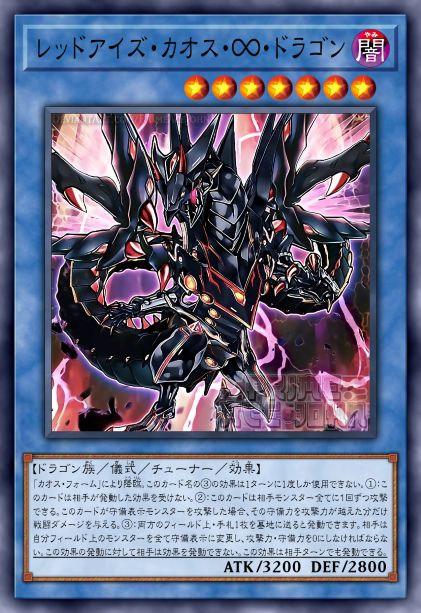 レッドアイズ・カオス・∞・ドラゴン
やみ
闇
【ドラゴン族／儀式／チューナー／効果】
「カオス・フォーム」により降臨。このカード名の③の効果は1ターンに1度しか使用できない。①：こ
のカードは相手が発動した効果を受けない。②：このカードは相手モンスター全てに1回ずつ攻撃
できる。このカードが守備表示モンスターを攻撃した場合、その守備力を攻撃力が越えた分だけ
戦闘ダメージを与える。③：両方のフィールド上・手札1枚を墓地に送ると発動できます。相手は
自分フィールド上のモンスターを全て守備表示に変更し、攻撃力・守備力を0にしなければならな
い。この効果の発動に対して相手は効果を発動できない。この効果は相手ターンでも発動できる。
ATK/3200 DEF/2800